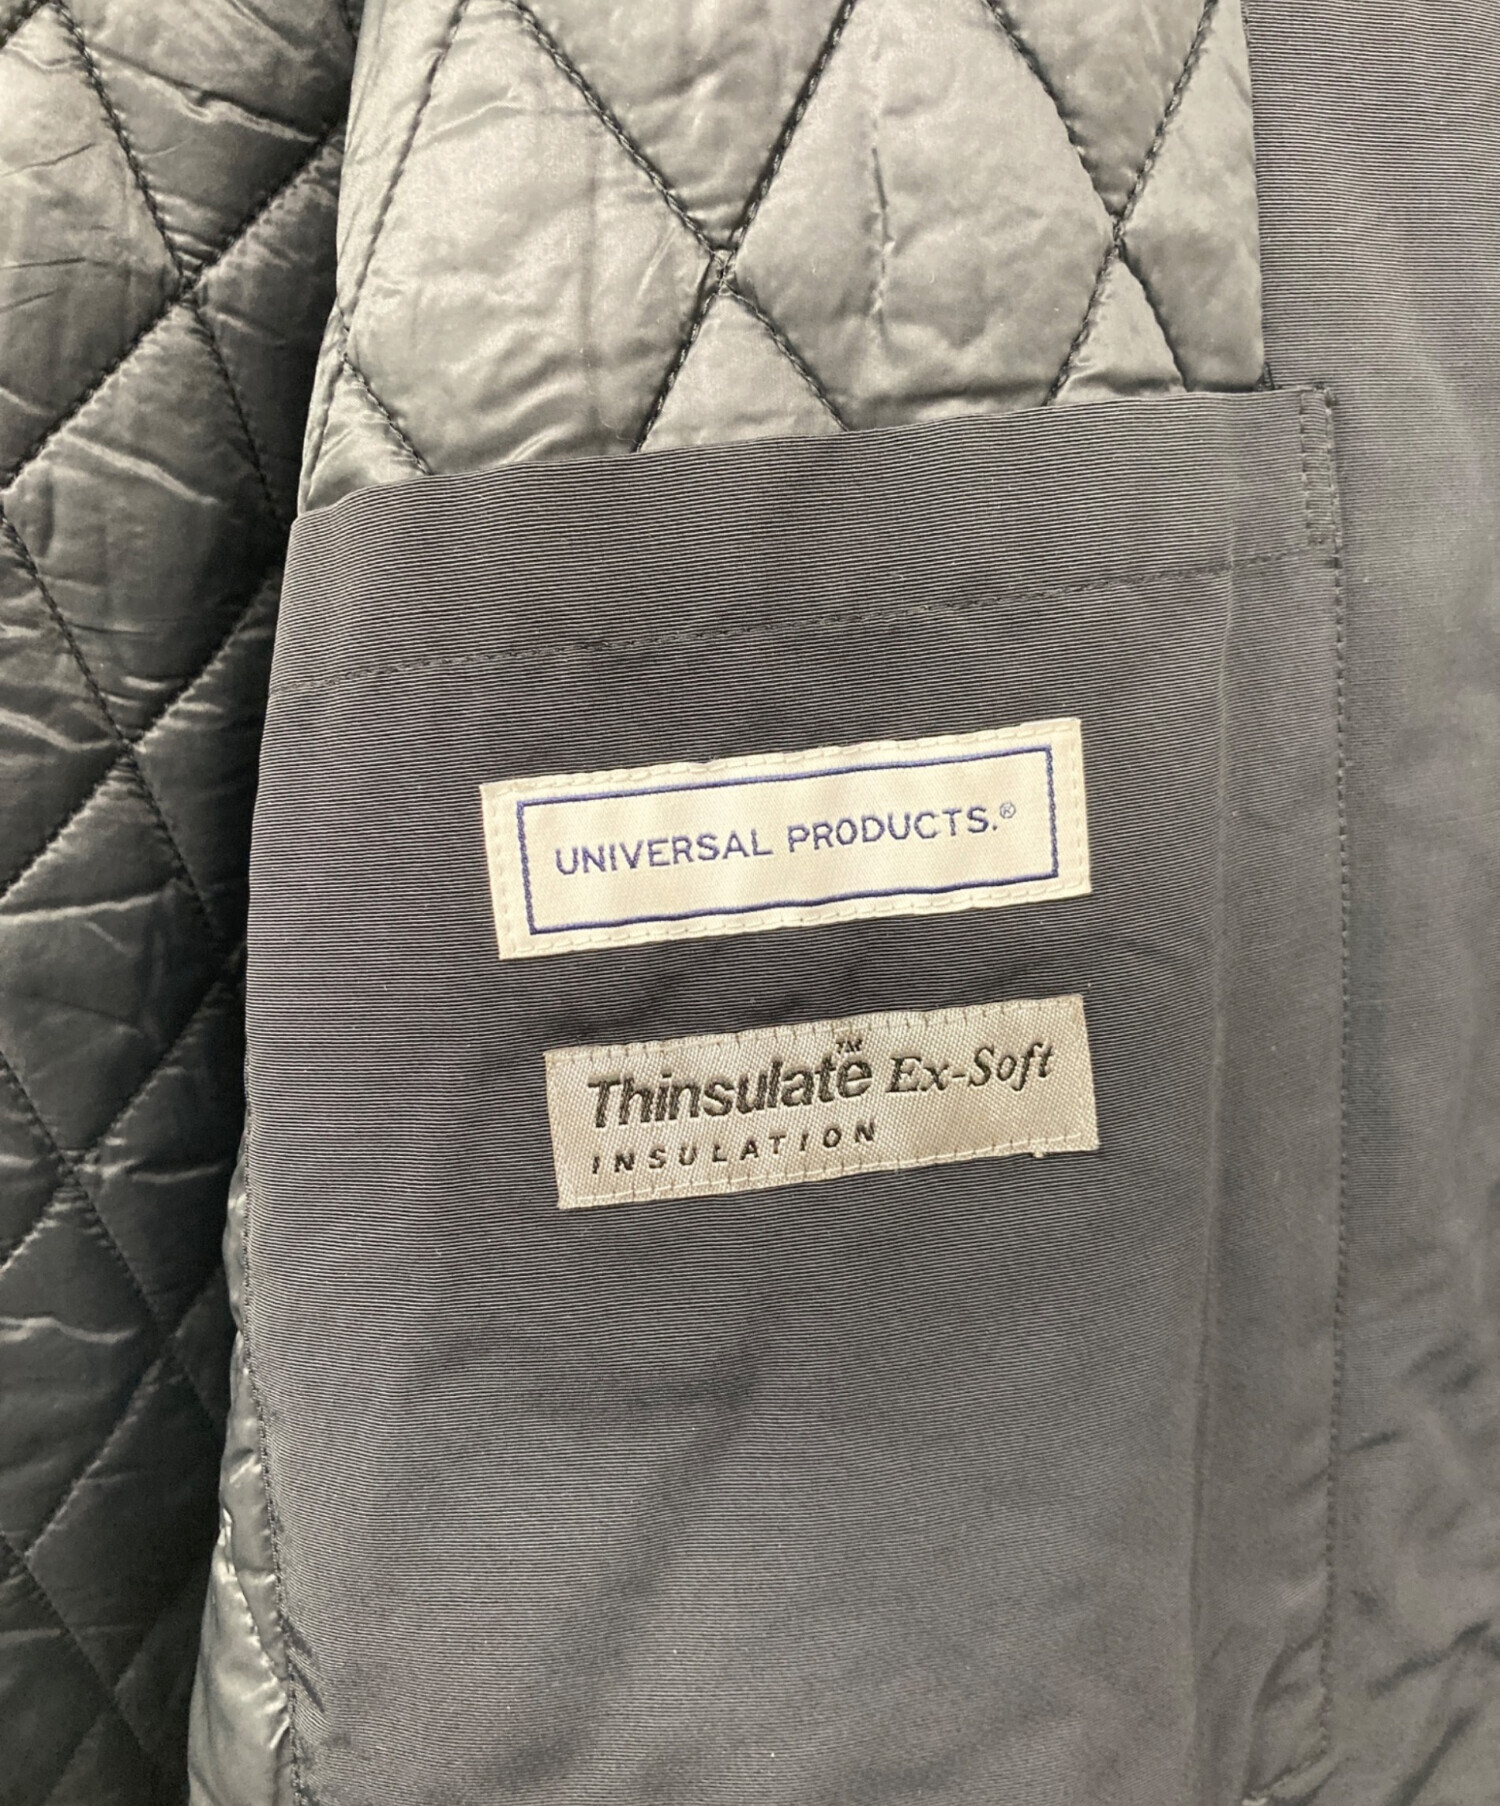 UNIVERSAL PRODUCTS.®
Thinsulate™ Ex-Soft
INSULATION